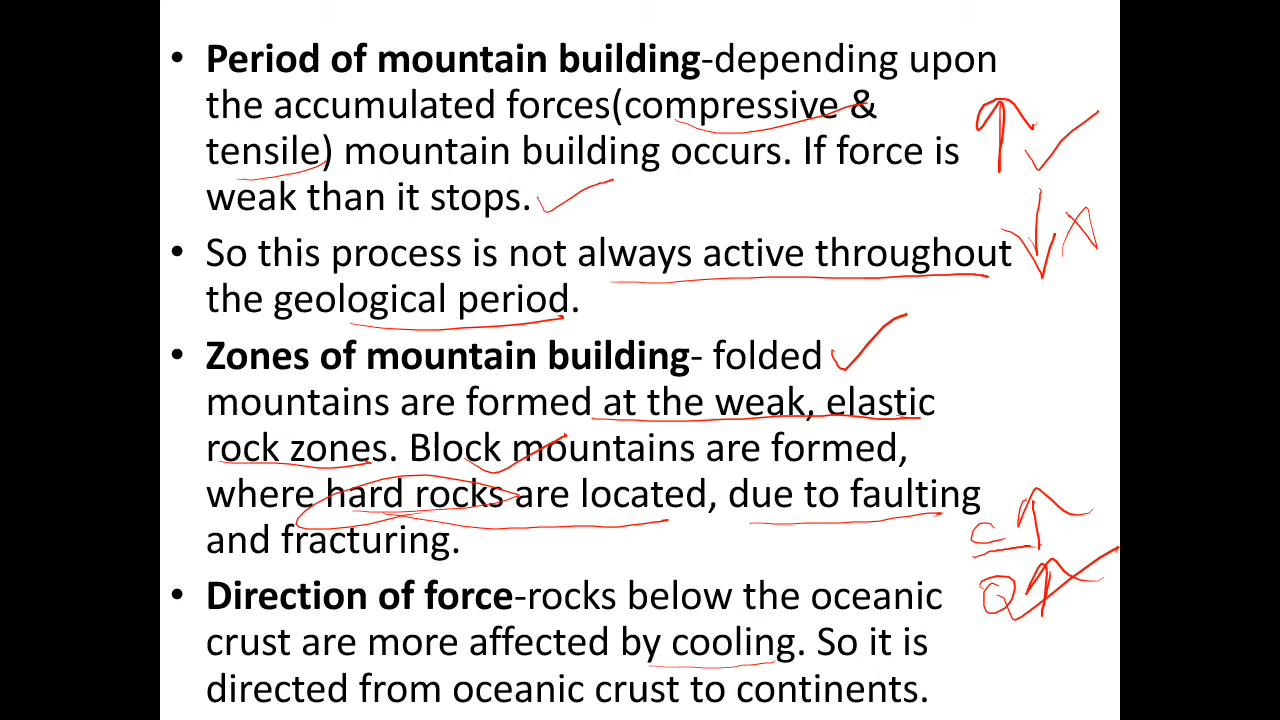 • Period of mountain building-depending upon
the accumulated forces(compressive &
tensile) mountain building occurs. If force is
weak than it stops.
• So this process is not always active throughout
the geological period.
• Zones of mountain building- folded
mountains are formed at the weak, elastic
rock zones. Block mountains are formed,
where hard rocks are located, due to faulting
and fracturing.
• Direction of force-rocks below the oceanic
crust are more affected by cooling. So it is
directed from oceanic crust to continents.